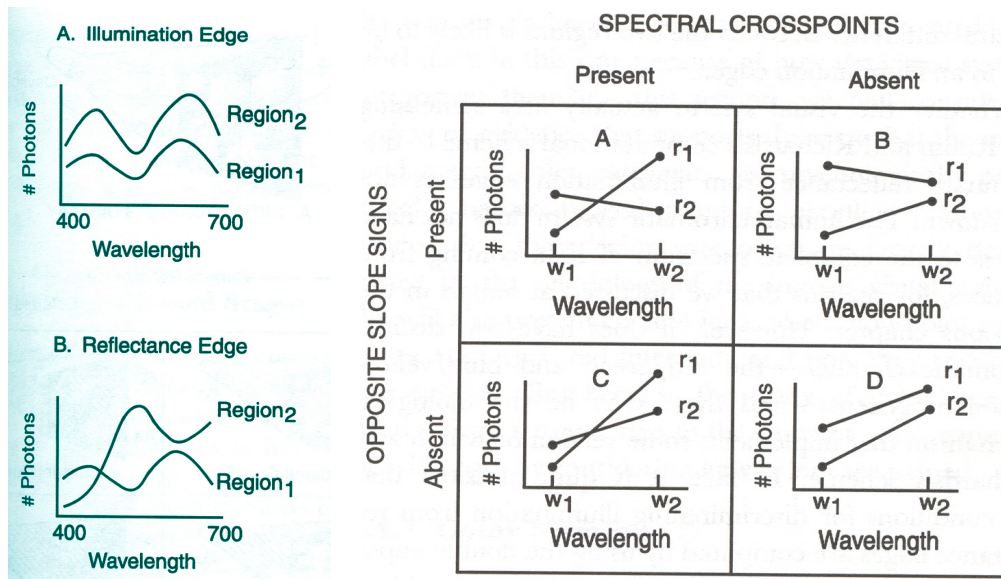 A. Illumination Edge
# Photons
Region2
Region1
400
700
Wavelength
B. Reflectance Edge
# Photons
Region2
Region1
400
700
Wavelength
SPECTRAL CROSSPOINTS
Present
Absent
OPPOSITE SLOPE SIGNS
Present
Absent
A
# Photons
r1
r2
w1
w2
Wavelength
B
# Photons
r1
r2
w1
w2
Wavelength
C
# Photons
r1
r2
w1
w2
Wavelength
D
# Photons
r1
r2
w1
w2
Wavelength